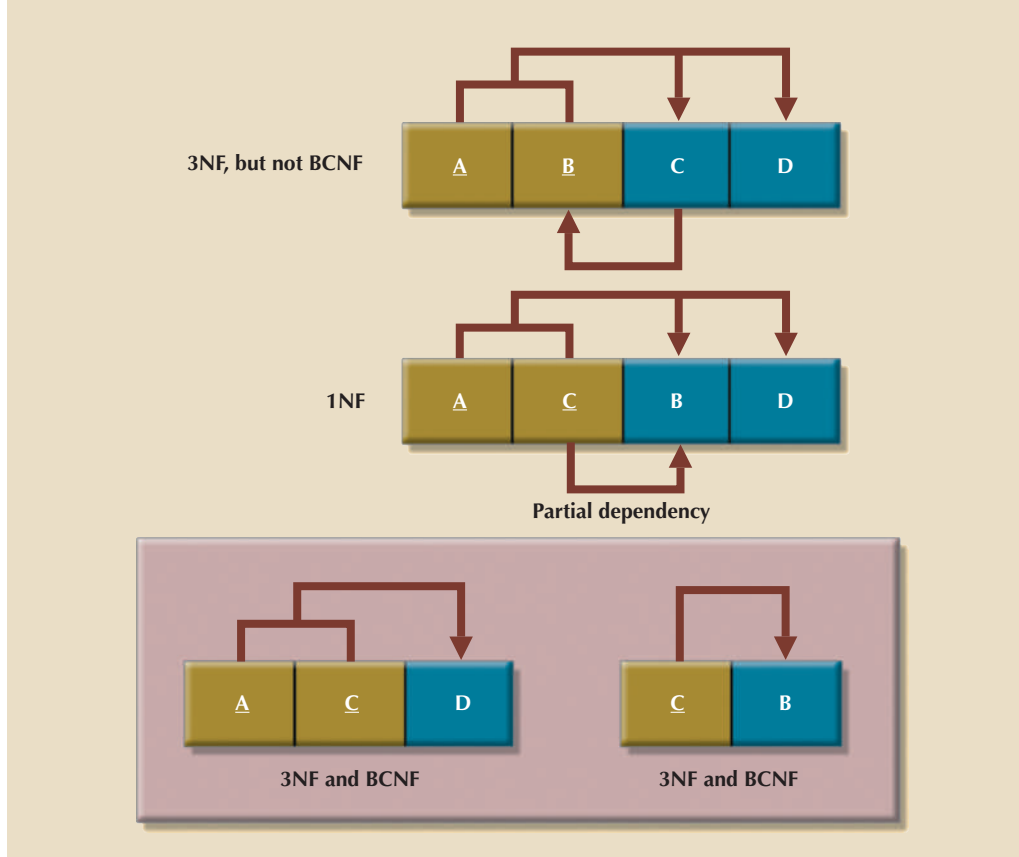 3NF, but not BCNF
A B C D
1NF
A C B D
Partial dependency
A C D
C B
3NF and BCNF
3NF and BCNF